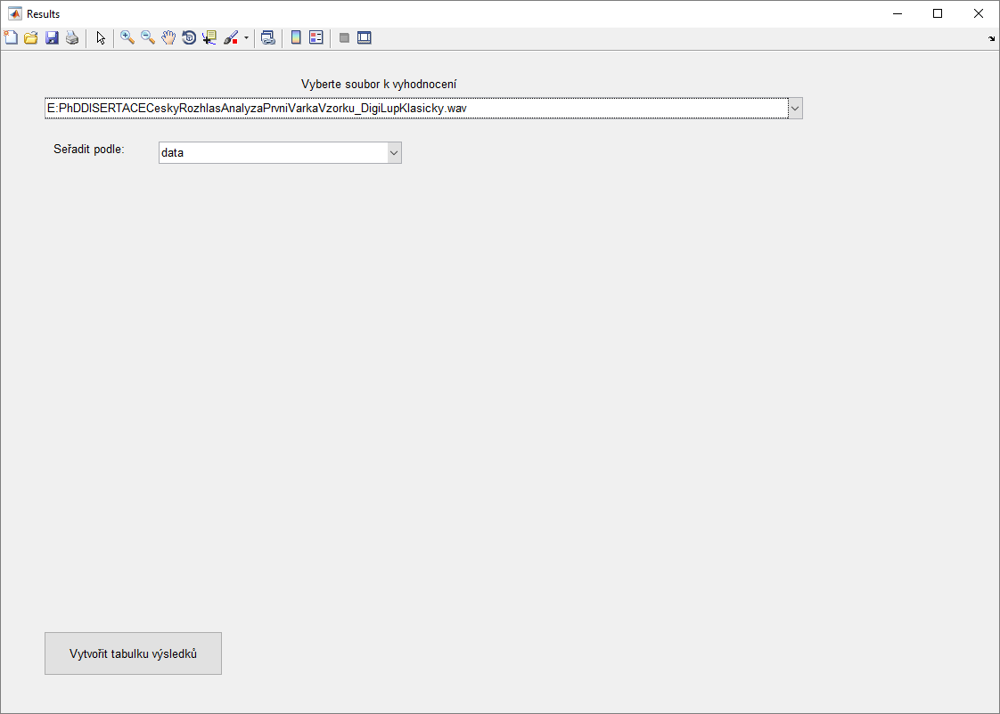 Results
Vyberte soubor k vyhodnocení
E:PhDDISERTACECeskyRozhlasAnalyzaPrvniVarkaVzorku_DigiLupKlasicky.wav
Seřadit podle:
data
Vytvořit tabulku výsledků